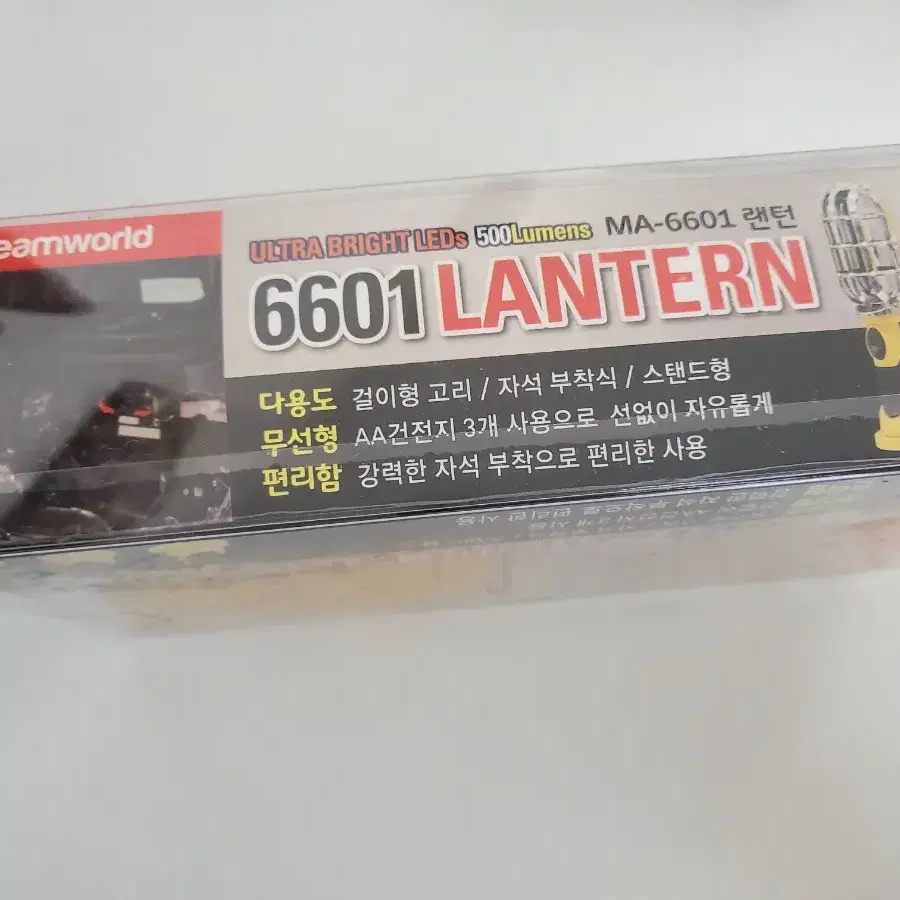 eamworld
ULTRA BRIGHT LEDs 500Lumens MA-6601 랜턴
6601 LANTERN
다용도 걸이형 고리 / 자석 부착식 / 스탠드형
무선형 AA건전지 3개 사용으로 선없이 자유롭게
편리함 강력한 자석 부착으로 편리한 사용